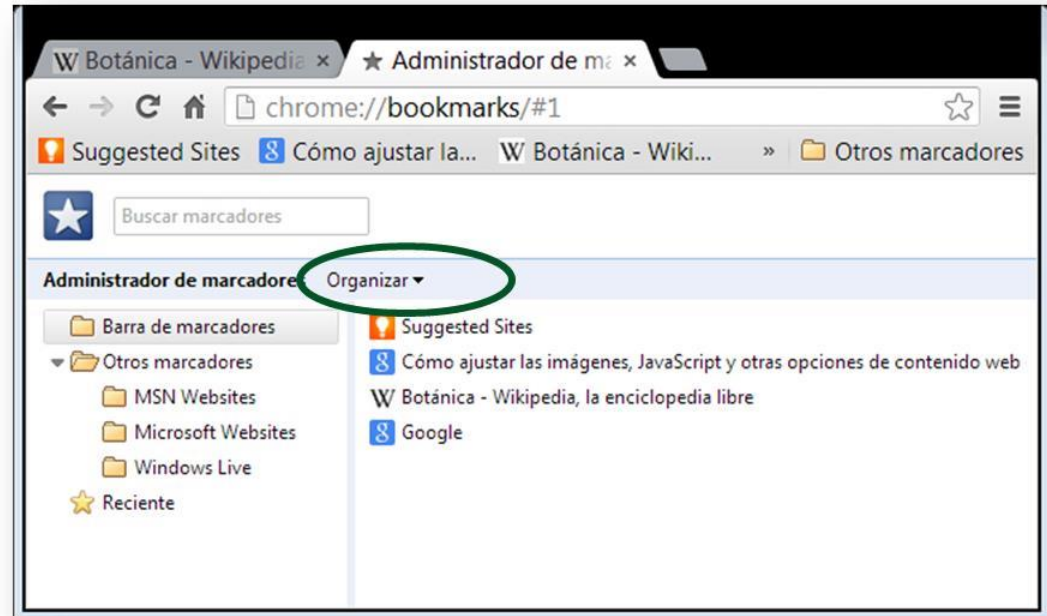 Botánica - Wikipedia × Administrador de ma ×
chrome://bookmarks/#1
Suggested Sites Cómo ajustar la... Botánica - Wiki... » Otros marcadores
Buscar marcadores
Administrador de marcadores Organizar
Barra de marcadores Suggested Sites
Otros marcadores Cómo ajustar las imágenes, JavaScript y otras opciones de contenido web
MSN Websites Botánica - Wikipedia, la enciclopedia libre
Microsoft Websites Google
Windows Live
Reciente